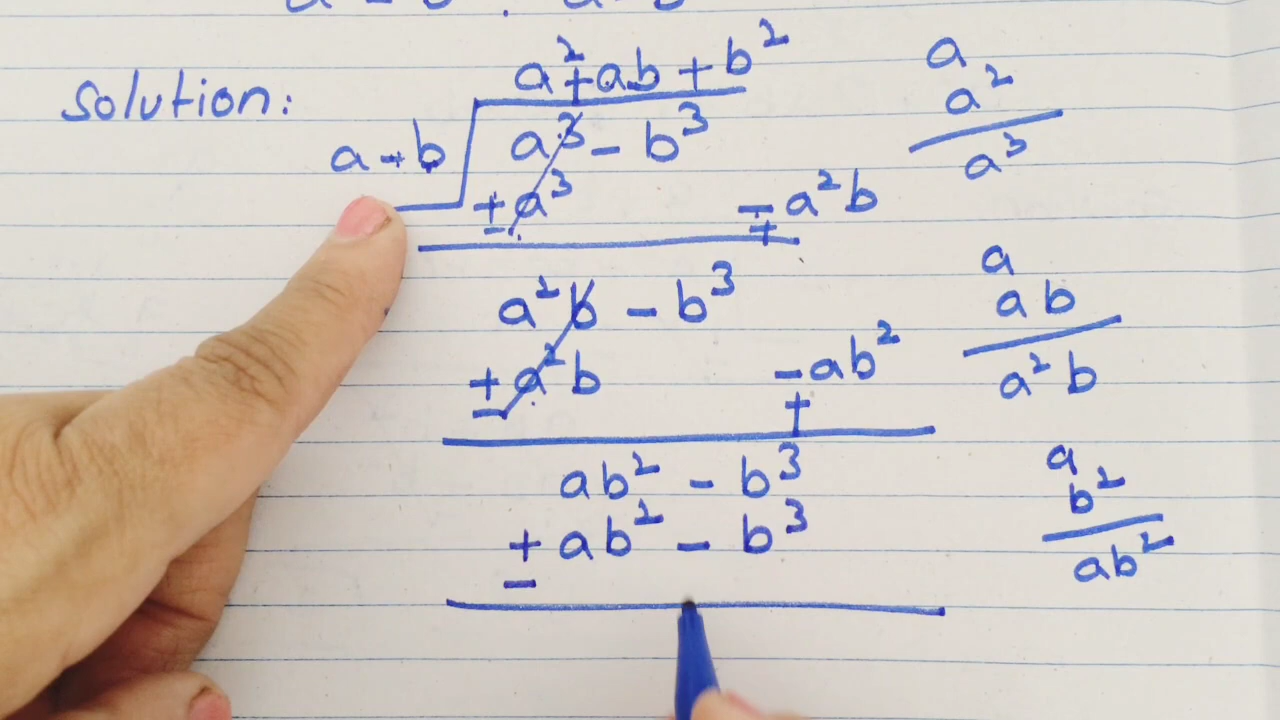 Solution:
a² + ab + b²
a - b
a³ - b³
± a³ ∓ a²b
a²b - b³
± a²b ∓ ab²
ab² - b³
± ab² - b³
a
a²
a³
a
ab
a²b
a
b²
ab²